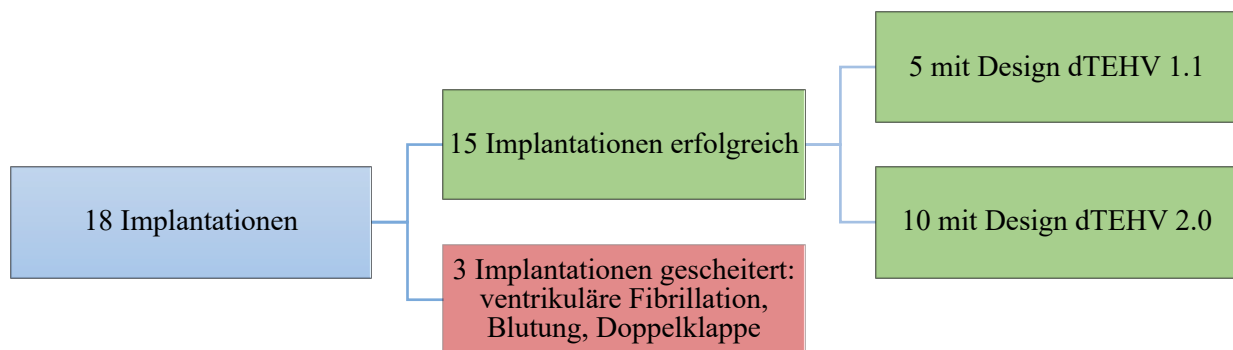 18 Implantationen
15 Implantationen erfolgreich
3 Implantationen gescheitert:
ventrikuläre Fibrillation,
Blutung, Doppelklappe
5 mit Design dTEHV 1.1
10 mit Design dTEHV 2.0